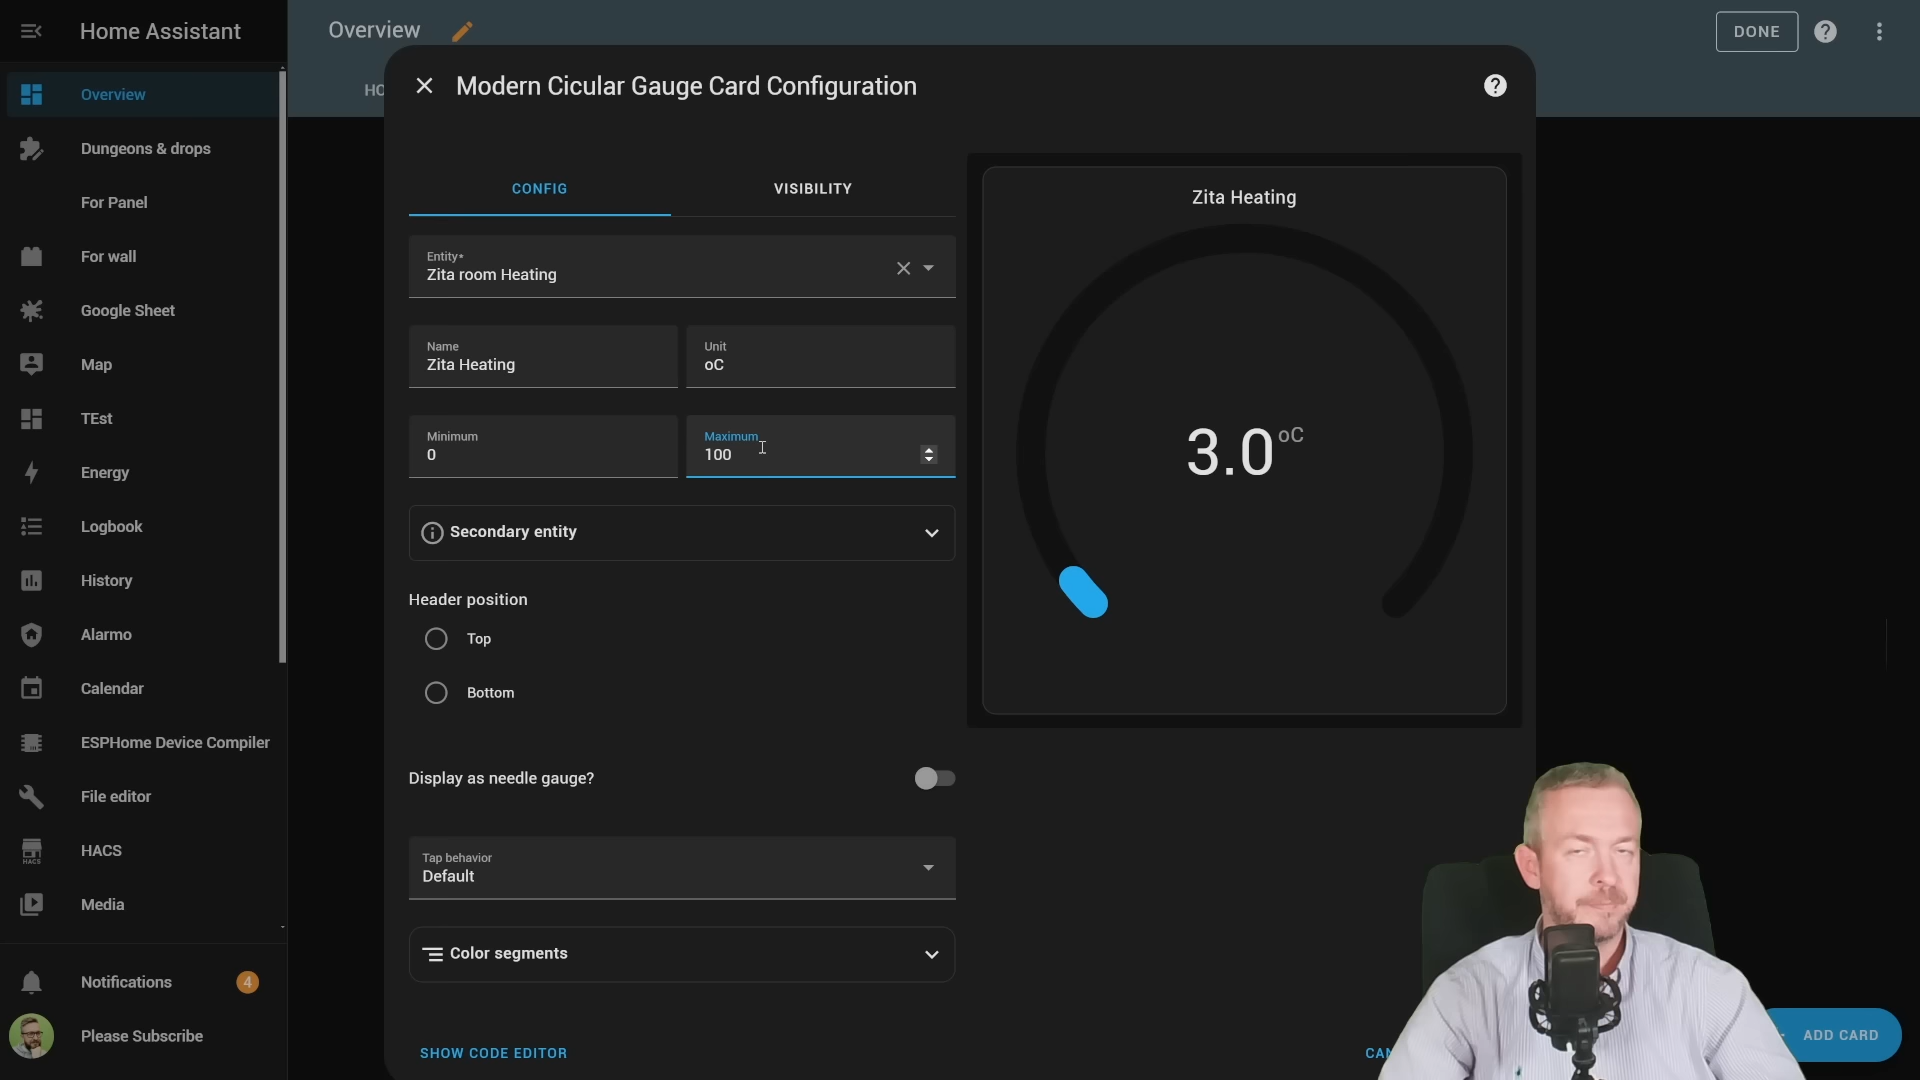 Home Assistant
Overview
Dungeons & drops
For Panel
For wall
Google Sheet
Map
TEst
Energy
Logbook
History
Alarmo
Calendar
ESPHome Device Compiler
File editor
HACS
HACS
Media
Notifications
4
Please Subscribe
Overview
DONE
HO
Modern Cicular Gauge Card Configuration
CONFIG
VISIBILITY
Entity*
Zita room Heating
Name
Zita Heating
Unit
oC
Minimum
0
Maximum
100
Secondary entity
Header position
Top
Bottom
Display as needle gauge?
Tap behavior
Default
Color segments
SHOW CODE EDITOR
Zita Heating
3.0 oC
CAN
ADD CARD